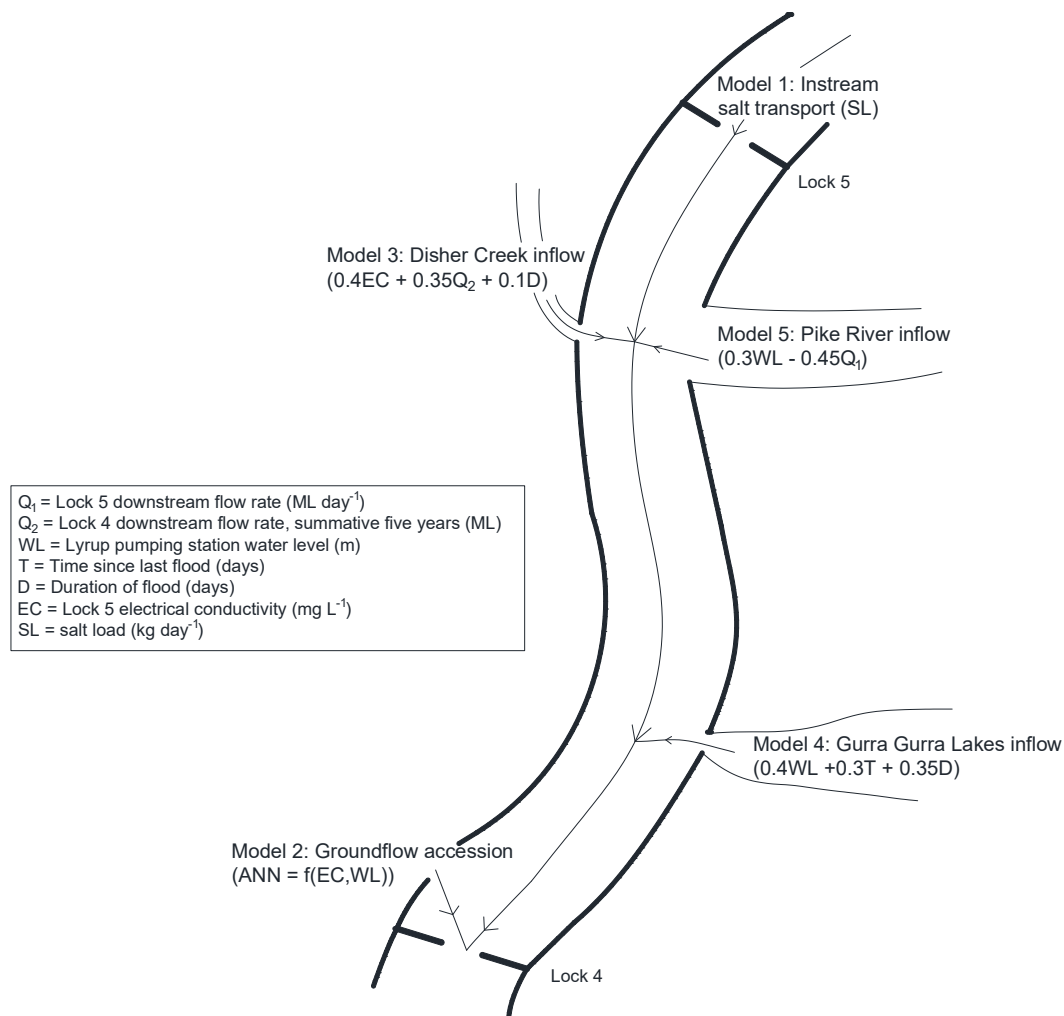 Model 1: Instream
salt transport (SL)
Lock 5
Model 3: Disher Creek inflow
(0.4EC + 0.35Q₂ + 0.1D)
Model 5: Pike River inflow
(0.3WL - 0.45Q₁)
Q₁ = Lock 5 downstream flow rate (ML day⁻¹)
Q₂ = Lock 4 downstream flow rate, summative five years (ML)
WL = Lyrup pumping station water level (m)
T = Time since last flood (days)
D = Duration of flood (days)
EC = Lock 5 electrical conductivity (mg L⁻¹)
SL = salt load (kg day⁻¹)
Model 4: Gurra Gurra Lakes inflow
(0.4WL +0.3T + 0.35D)
Model 2: Groundflow accession
(ANN = f(EC,WL))
Lock 4